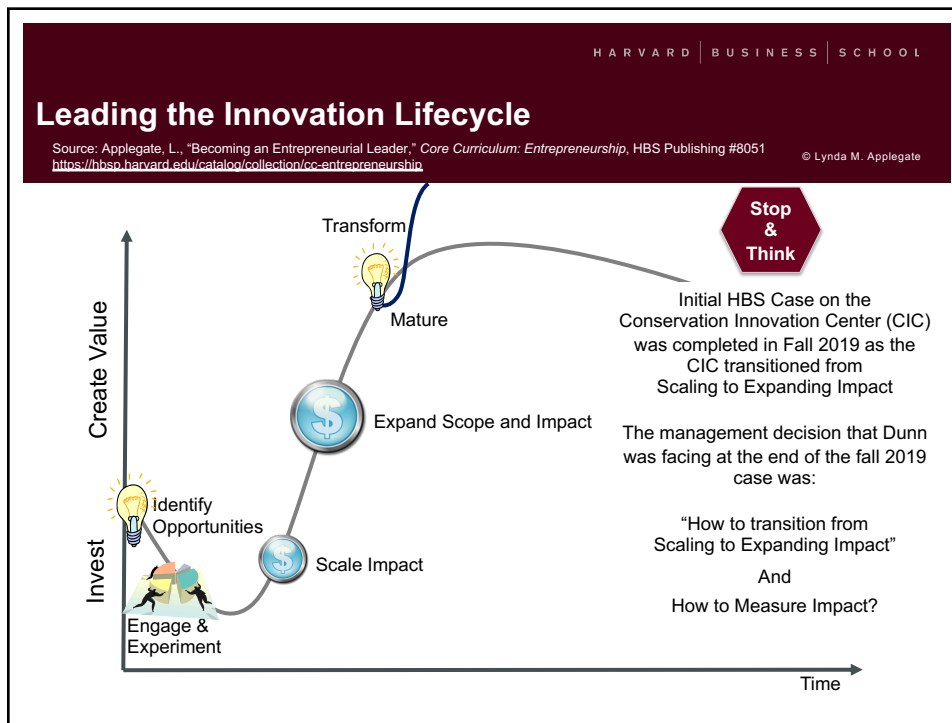 HARVARD | BUSINESS | SCHOOL
Leading the Innovation Lifecycle
Source: Applegate, L., “Becoming an Entrepreneurial Leader,” Core Curriculum: Entrepreneurship, HBS Publishing #8051
https://hbsp.harvard.edu/catalog/collection/cc-entrepreneurship
© Lynda M. Applegate
Stop
&
Think
Transform
Mature
Create Value
Expand Scope and Impact
Identify
Opportunities
Invest
$
$
Scale Impact
Engage &
Experiment
Time
Initial HBS Case on the
Conservation Innovation Center (CIC)
was completed in Fall 2019 as the
CIC transitioned from
Scaling to Expanding Impact
The management decision that Dunn
was facing at the end of the fall 2019
case was:
“How to transition from
Scaling to Expanding Impact”
And
How to Measure Impact?